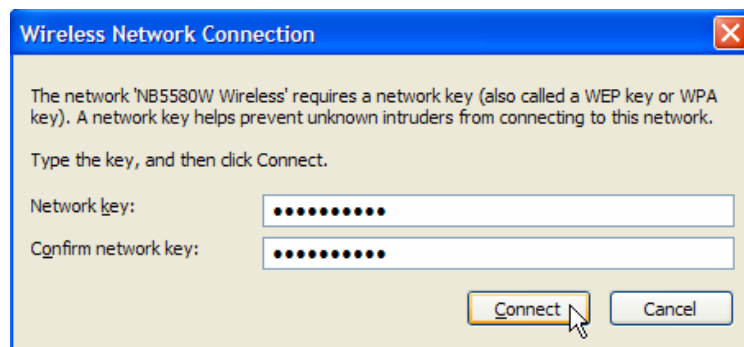 Wireless Network Connection
The network 'NB5580W Wireless' requires a network key (also called a WEP key or WPA
key). A network key helps prevent unknown intruders from connecting to this network.
Type the key, and then click Connect.
Network key: ●●●●●●●●●●
Confirm network key: ●●●●●●●●●●
Connect Cancel